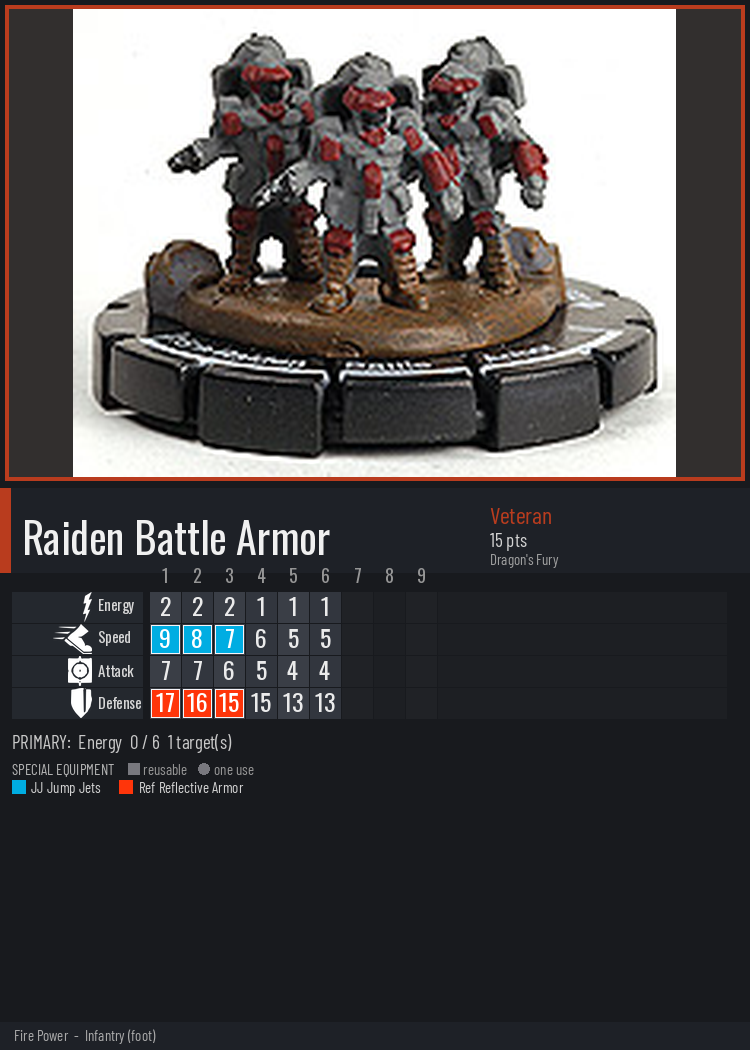 Raiden Battle Armor
Veteran
15 pts
Dragon's Fury
1 2 3 4 5 6 7 8 9
Energy 2 2 2 1 1 1
Speed 9 8 7 6 5 5
Attack 7 7 6 5 4 4
Defense 17 16 15 15 13 13
PRIMARY: Energy 0 / 6 1 target(s)
SPECIAL EQUIPMENT reusable one use
JJ Jump Jets Ref Reflective Armor
Fire Power - Infantry (foot)